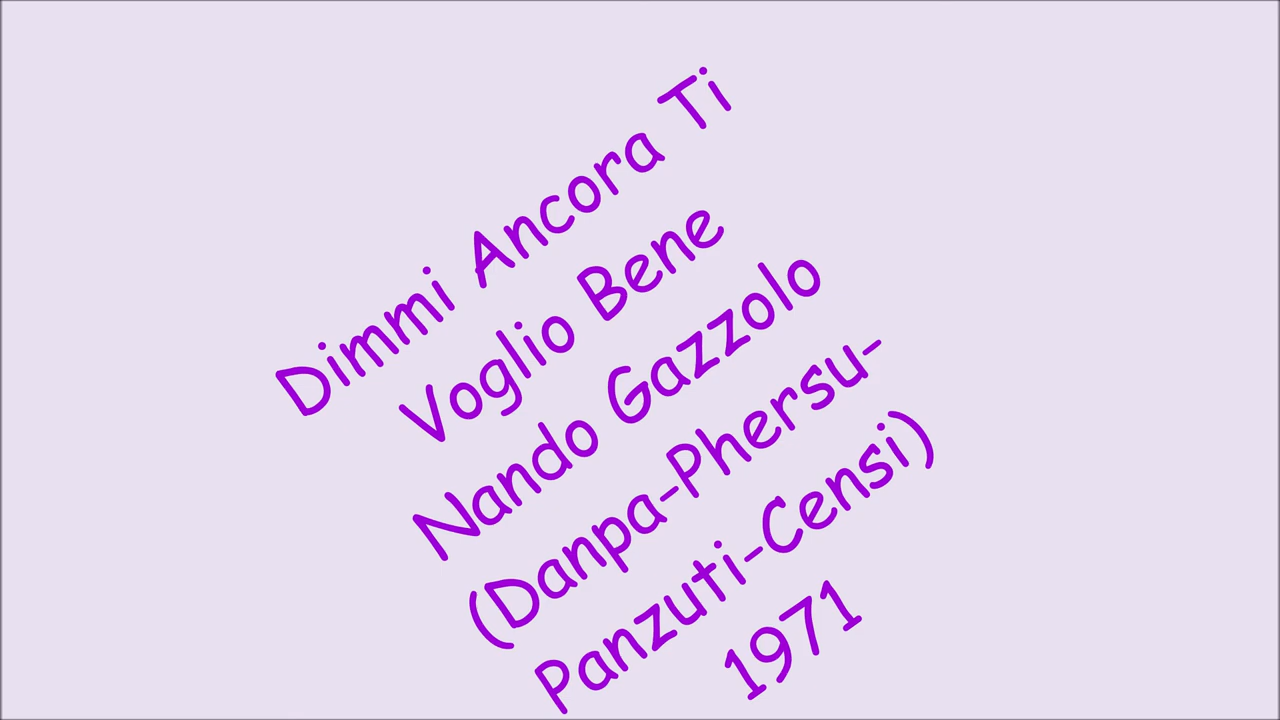 Dimmi Ancora Ti
Voglio Bene
Nando Gazzolo
(Danpa-Phersu-
Panzuti-Censi)
1971